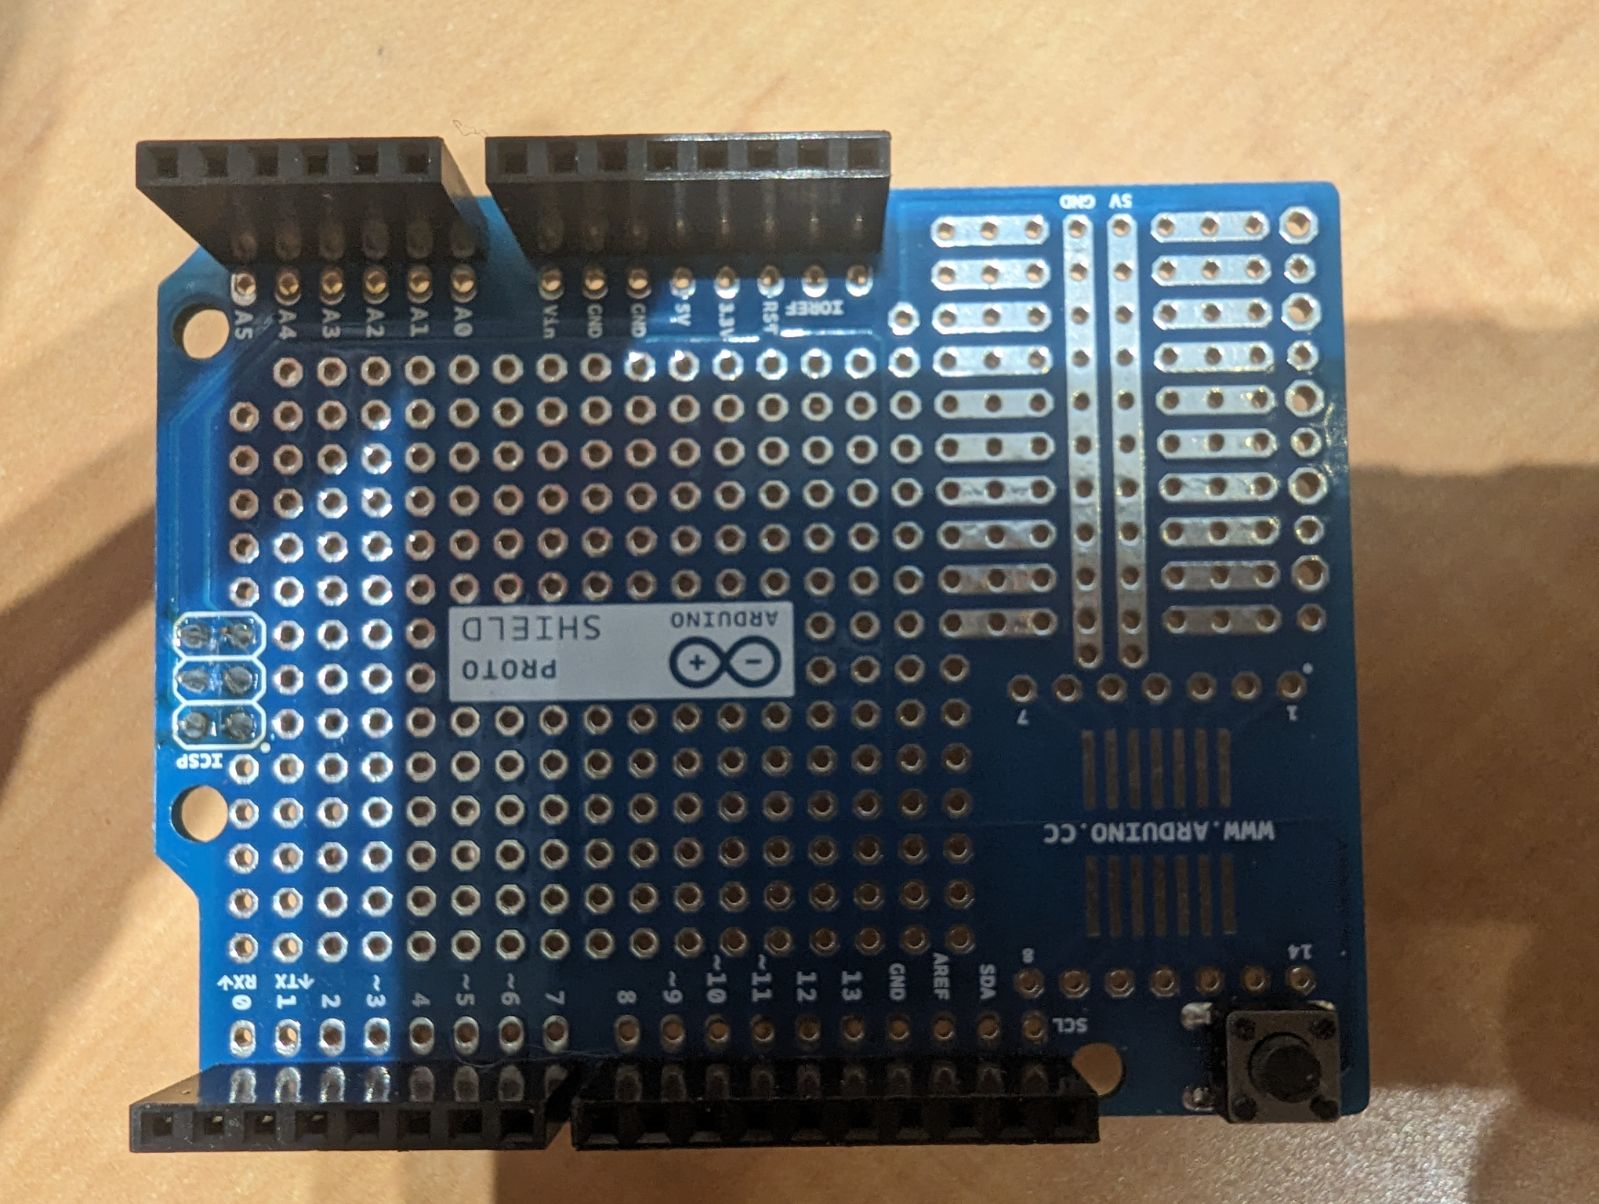 GND 5V
A5 A4 A3 A2 A1 A0 Vin GND GND 5V 3.3V RST IOREF
SHIELD
PROTO
ARDUINO
ICSP
7 1
WWW.ARDUINO.CC
8 14
RX↓ TX↑ ~ ~ ~ ~ ~10 ~11 12 13 GND AREF SDA
0 1 2 3 4 5 6 7 8 9
SCL